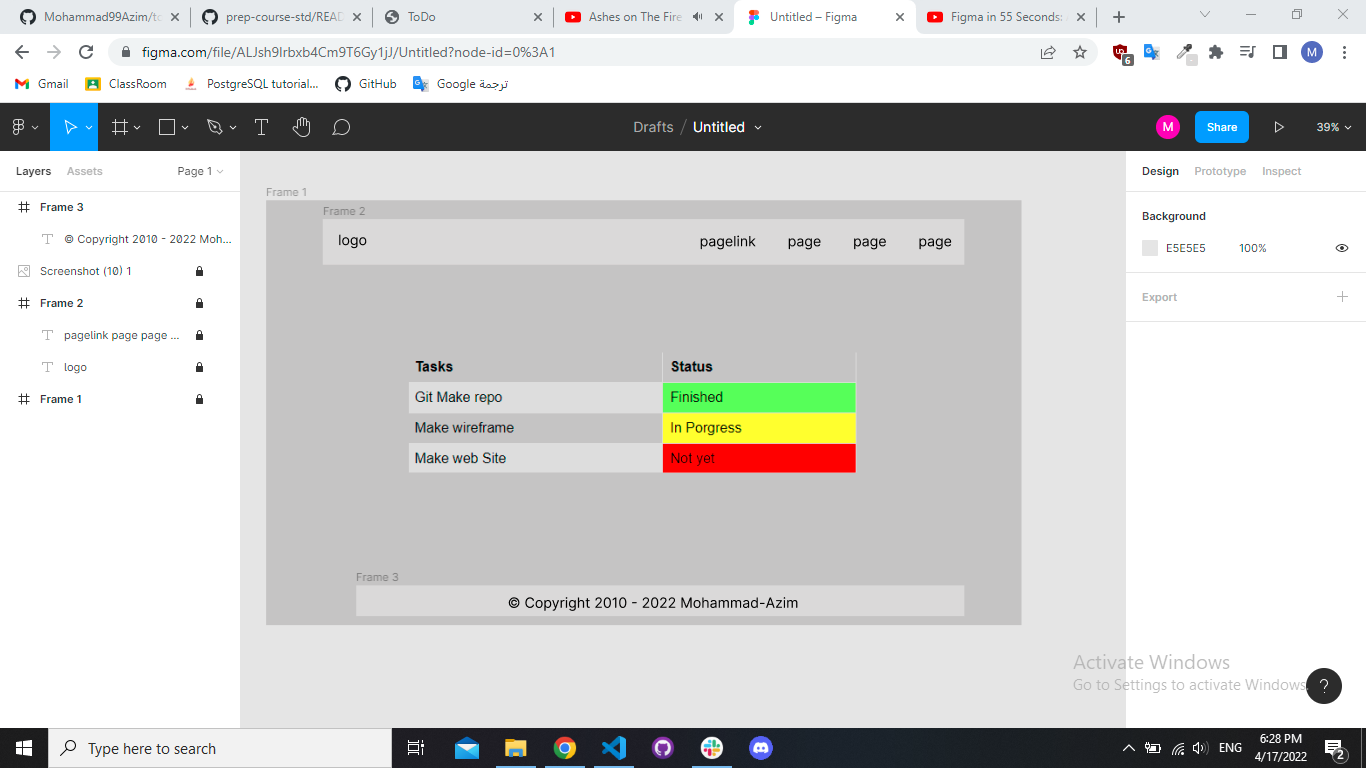 Mohammad99Azim/to
prep-course-std/READ
ToDo
Ashes on The Fire
Untitled – Figma
Figma in 55 Seconds:
figma.com/file/ALJsh9Irbxb4Cm9T6Gy1jJ/Untitled?node-id=0%3A1
6
M
Gmail
ClassRoom
PostgreSQL tutorial...
GitHub
ترجمة Google
Drafts / Untitled
M
Share
39%
Layers
Assets
Page 1
Design
Prototype
Inspect
Frame 3
© Copyright 2010 - 2022 Moh...
Screenshot (10) 1
Frame 2
pagelink page page ...
logo
Frame 1
Frame 1
Frame 2
logo
pagelink page page page
Tasks Status
Git Make repo Finished
Make wireframe In Porgress
Make web Site Not yet
Frame 3
© Copyright 2010 - 2022 Mohammad-Azim
Background
E5E5E5 100%
Export
Activate Windows
Go to Settings to activate Windows.
?
Type here to search
ENG
6:28 PM
4/17/2022
2